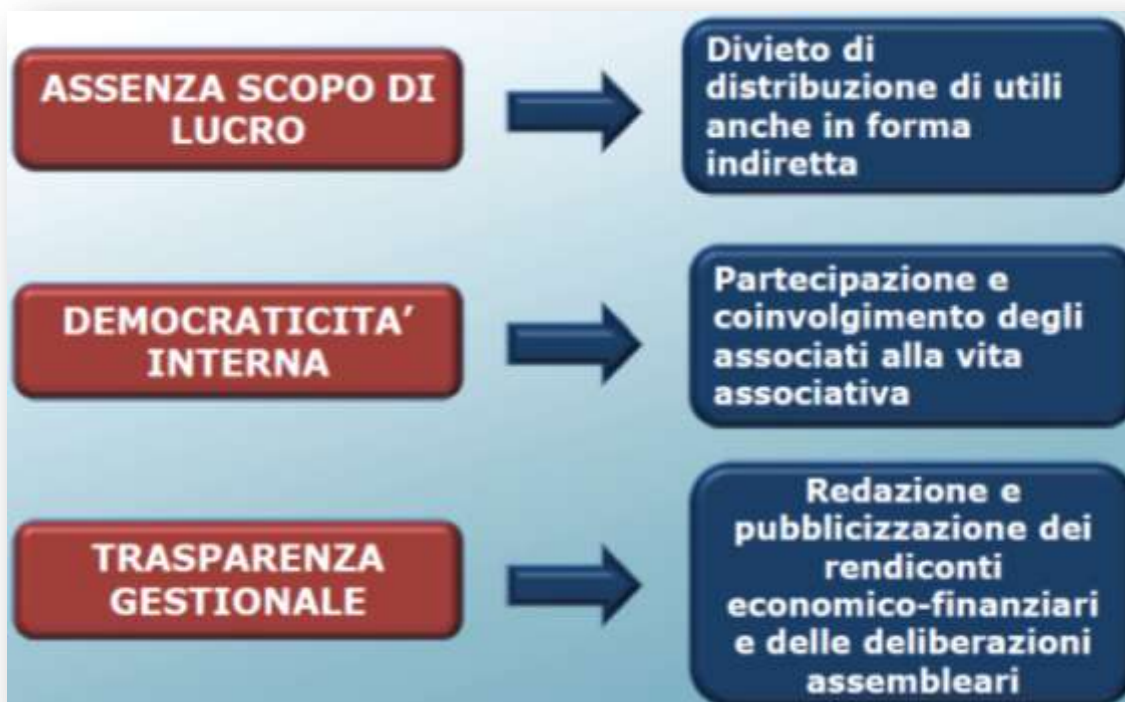 ASSENZA SCOPO DI
LUCRO
Divieto di
distribuzione di utili
anche in forma
indiretta
DEMOCRATICITA’
INTERNA
Partecipazione e
coinvolgimento degli
associati alla vita
associativa
TRASPARENZA
GESTIONALE
Redazione e
pubblicizzazione dei
rendiconti
economico-finanziari
e delle deliberazioni
assembleari